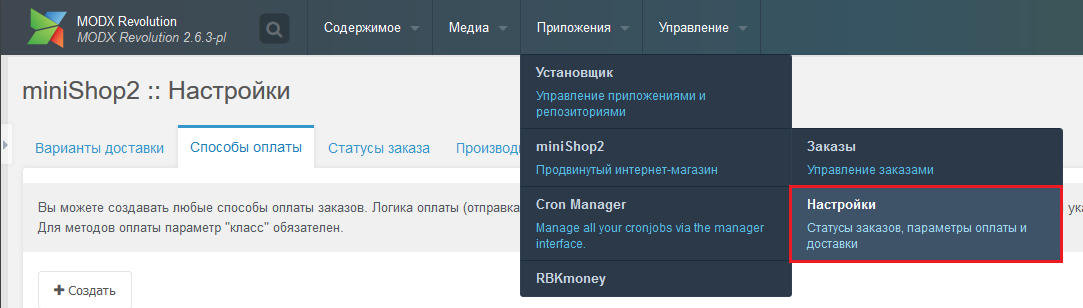 MODX Revolution
MODX Revolution 2.6.3-pl
Содержимое
Медиа
Приложения
Управление
miniShop2 :: Настройки
Установщик
Управление приложениями и
репозиториями
miniShop2
Продвинутый интернет-магазин
Cron Manager
Manage all your cronjobs via the manager
interface.
RBKmoney
Заказы
Управление заказами
Настройки
Статусы заказов, параметры оплаты и
доставки
Варианты доставки
Способы оплаты
Статусы заказа
Вы можете создавать любые способы оплаты заказов. Логика оплаты (отправка
Для методов оплаты параметр "класс" обязателен.
Создать